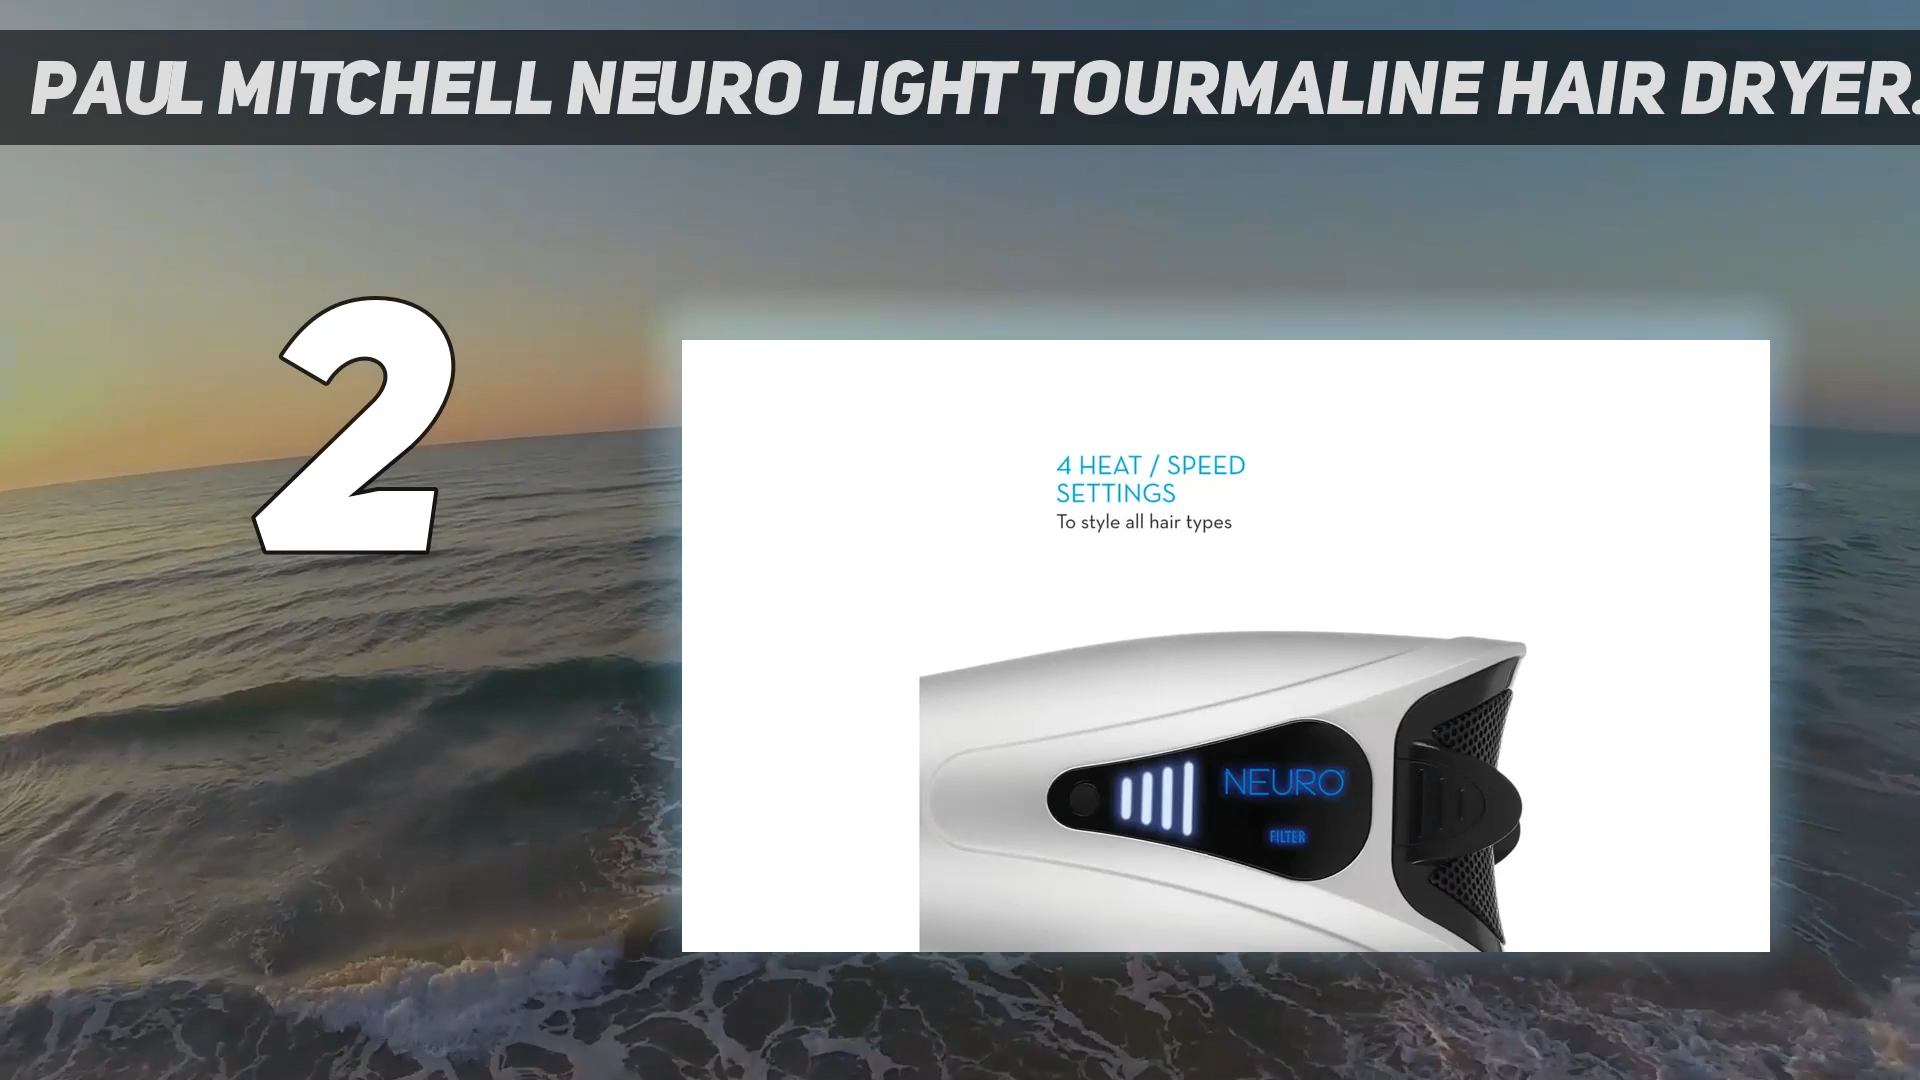 PAUL MITCHELL NEURO LIGHT TOURMALINE HAIR DRYER.
2
4 HEAT / SPEED
SETTINGS
To style all hair types
NEURO
FILTER